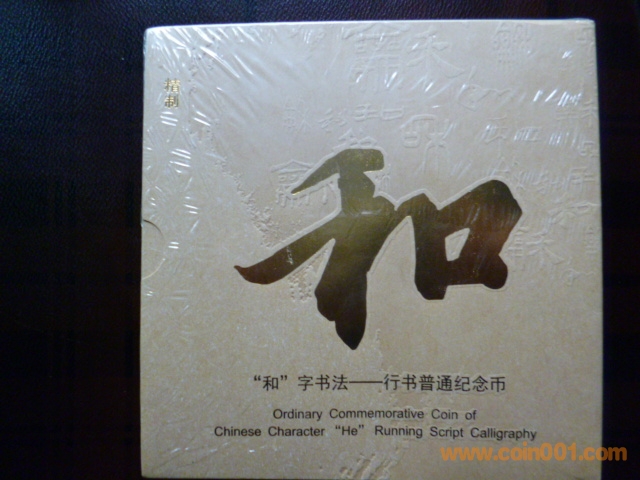 精制
和
“和”字书法——行书普通纪念币
Ordinary Commemorative Coin of
Chinese Character “He” Running Script Calligraphy
www.coin001.com